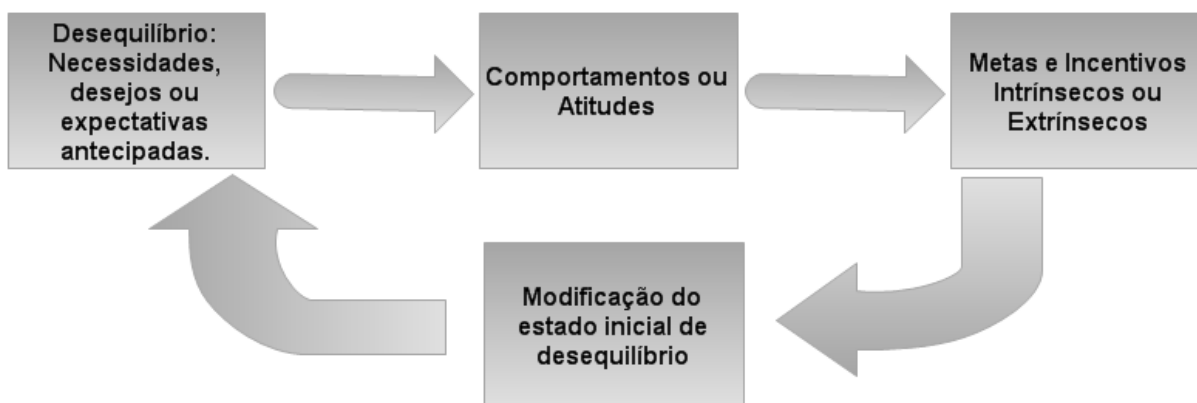 Desequilíbrio:
Necessidades,
desejos ou
expectativas
antecipadas.
Comportamentos ou
Atitudes
Metas e Incentivos
Intrínsecos ou
Extrínsecos
Modificação do
estado inicial de
desequilíbrio